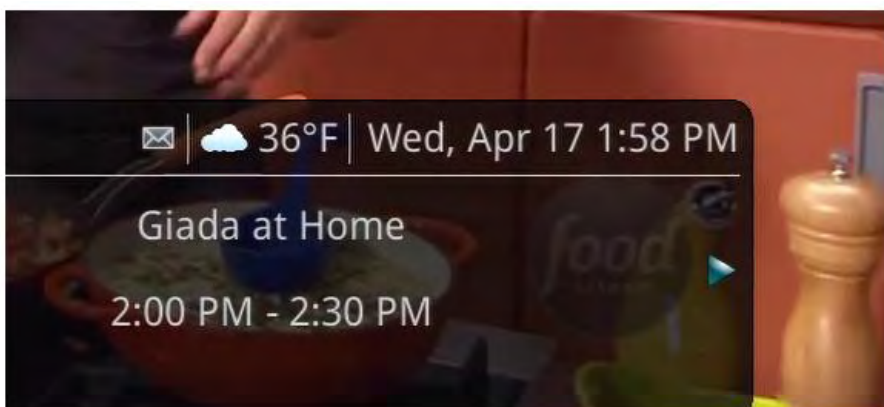 36°F | Wed, Apr 17 1:58 PM
Giada at Home
food
2:00 PM - 2:30 PM